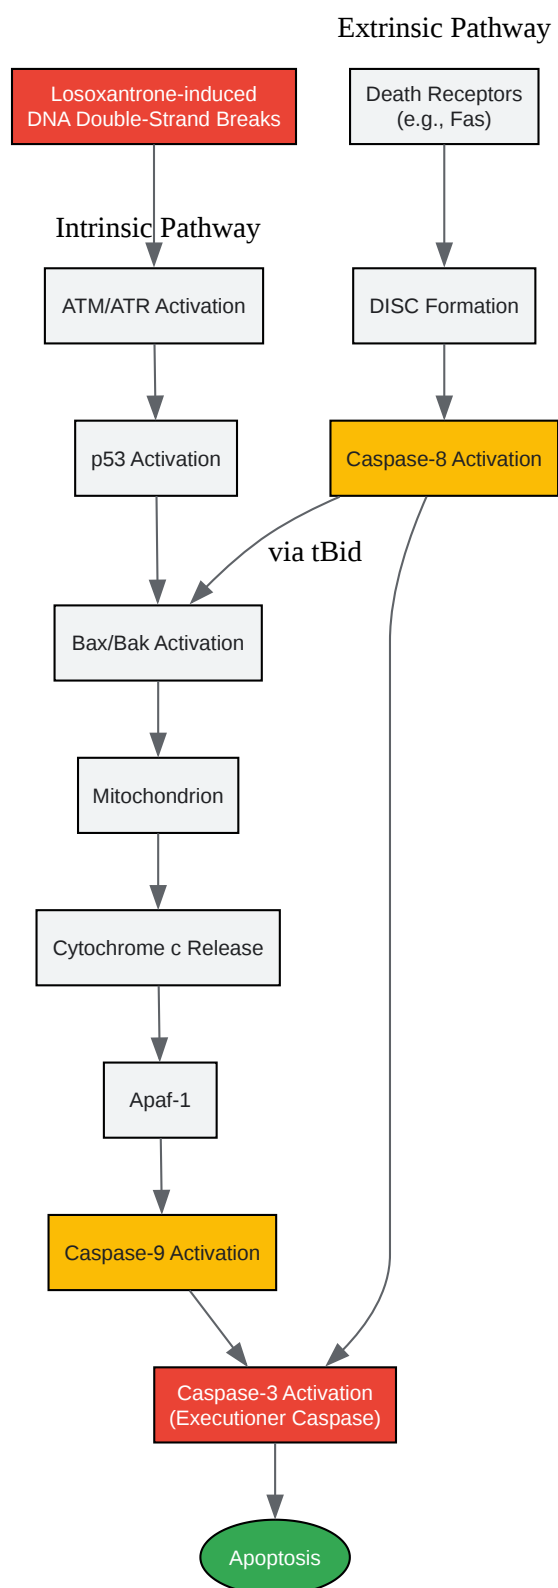 Extrinsic Pathway
Losoxantrone-induced
DNA Double-Strand Breaks
Death Receptors
(e.g., Fas)
Intrinsic Pathway
ATM/ATR Activation
DISC Formation
p53 Activation
Caspase-8 Activation
via tBid
Bax/Bak Activation
Mitochondrion
Cytochrome c Release
Apaf-1
Caspase-9 Activation
Caspase-3 Activation
(Executioner Caspase)
Apoptosis